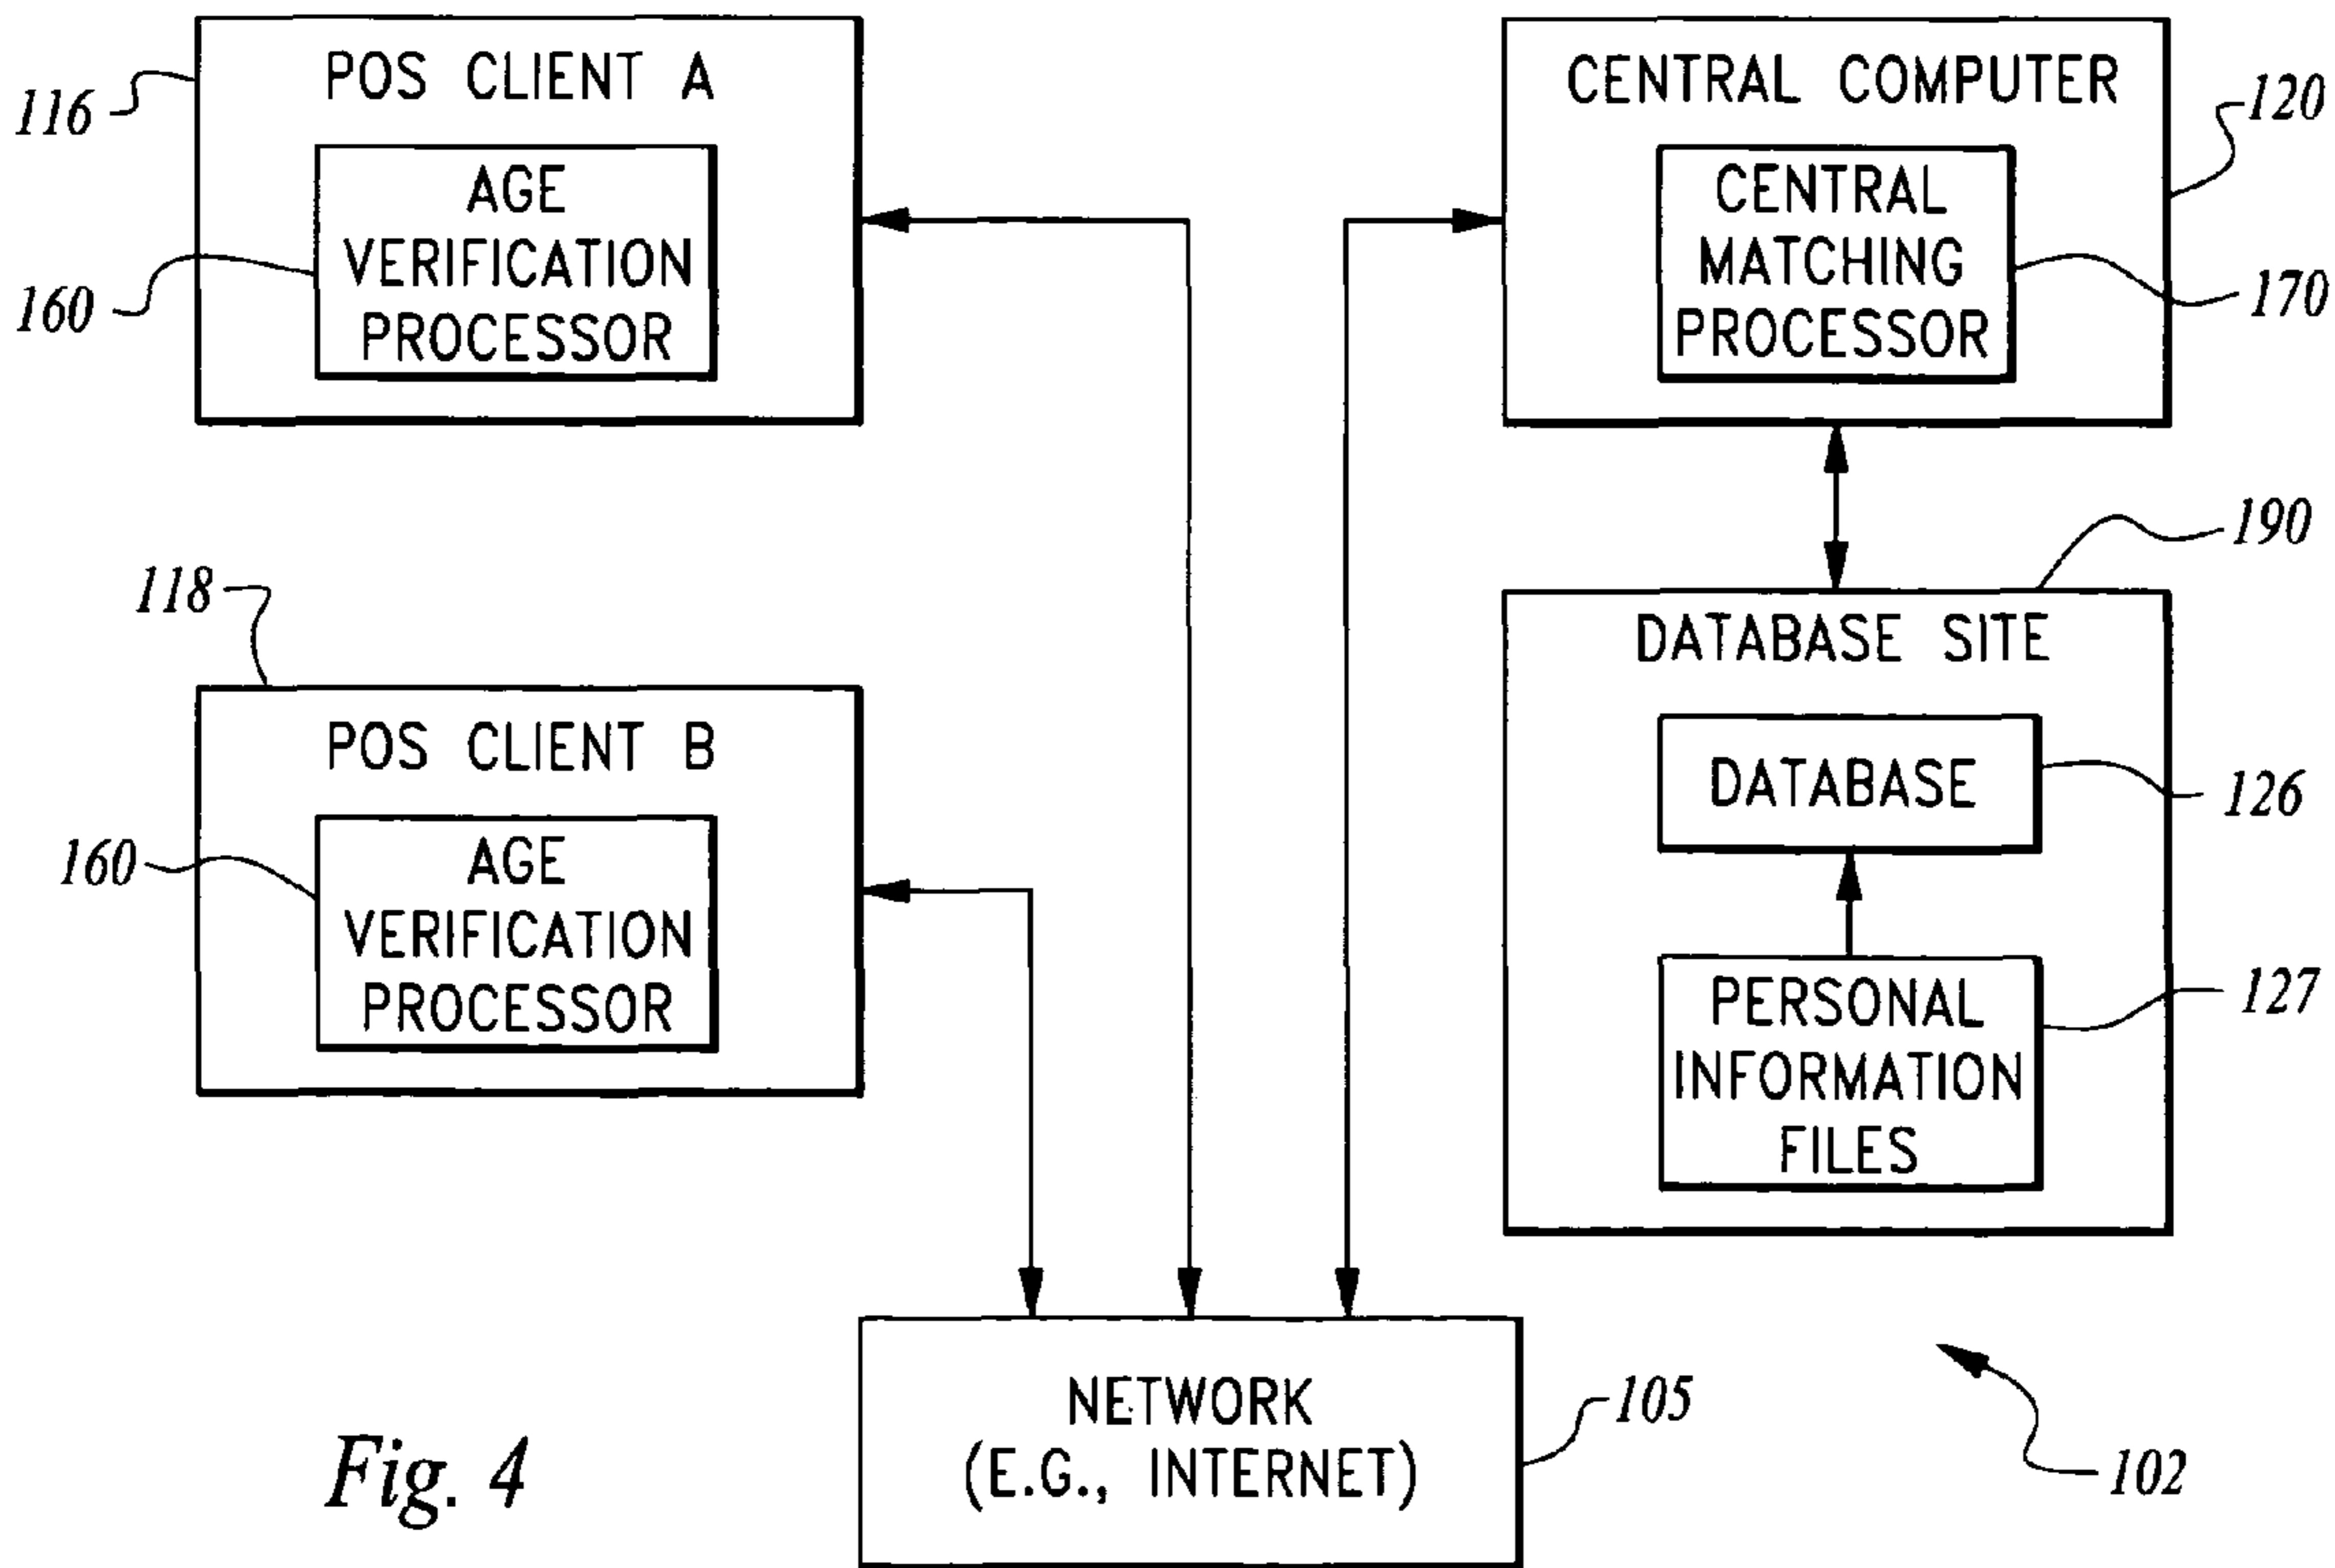 POS CLIENT A
116
AGE
VERIFICATION
PROCESSOR
160
CENTRAL COMPUTER
120
CENTRAL
MATCHING
PROCESSOR
170
118
POS CLIENT B
AGE
VERIFICATION
PROCESSOR
160
190
DATABASE SITE
DATABASE
126
PERSONAL
INFORMATION
FILES
127
NETWORK
(E.G., INTERNET)
105
102
Fig. 4